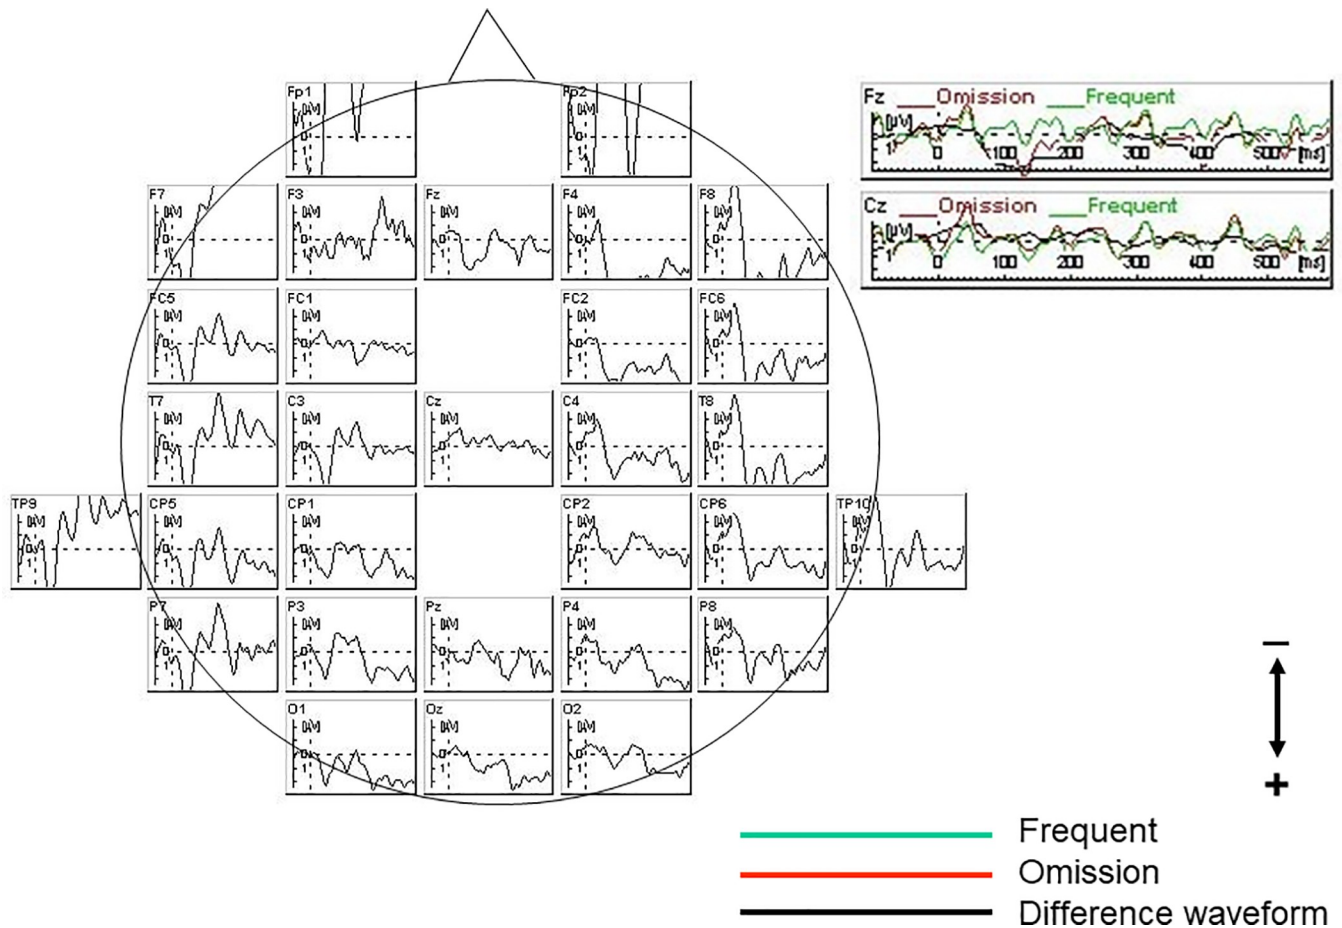 Fp1 [µV] 0 1
Fp2 [µV] 0 1
Fz Omission Frequent
[µV] 1 0 100 200 300 400 500 [ms]
F7 [µV] 0 1
F3 [µV] 0 1
Fz [µV] 0 1
F4 [µV] 0 1
F8 [µV] 0 1
Cz Omission Frequent
[µV] 1 0 100 200 300 400 500 [ms]
FC5 [µV] 0 1
FC1 [µV] 0 1
FC2 [µV] 0 1
FC6 [µV] 0 1
T7 [µV] 0 1
C3 [µV] 0 1
Cz [µV] 0 1
C4 [µV] 0 1
T8 [µV] 0 1
TP9 [µV] 0 1
CP5 [µV] 0 1
CP1 [µV] 0 1
CP2 [µV] 0 1
CP6 [µV] 0 1
TP10 [µV] 0 1
P7 [µV] 0 1
P3 [µV] 0 1
Pz [µV] 0 1
P4 [µV] 0 1
P8 [µV] 0 1
O1 [µV] 0 1
Oz [µV] 0 1
O2 [µV] 0 1
−
+
Frequent
Omission
Difference waveform